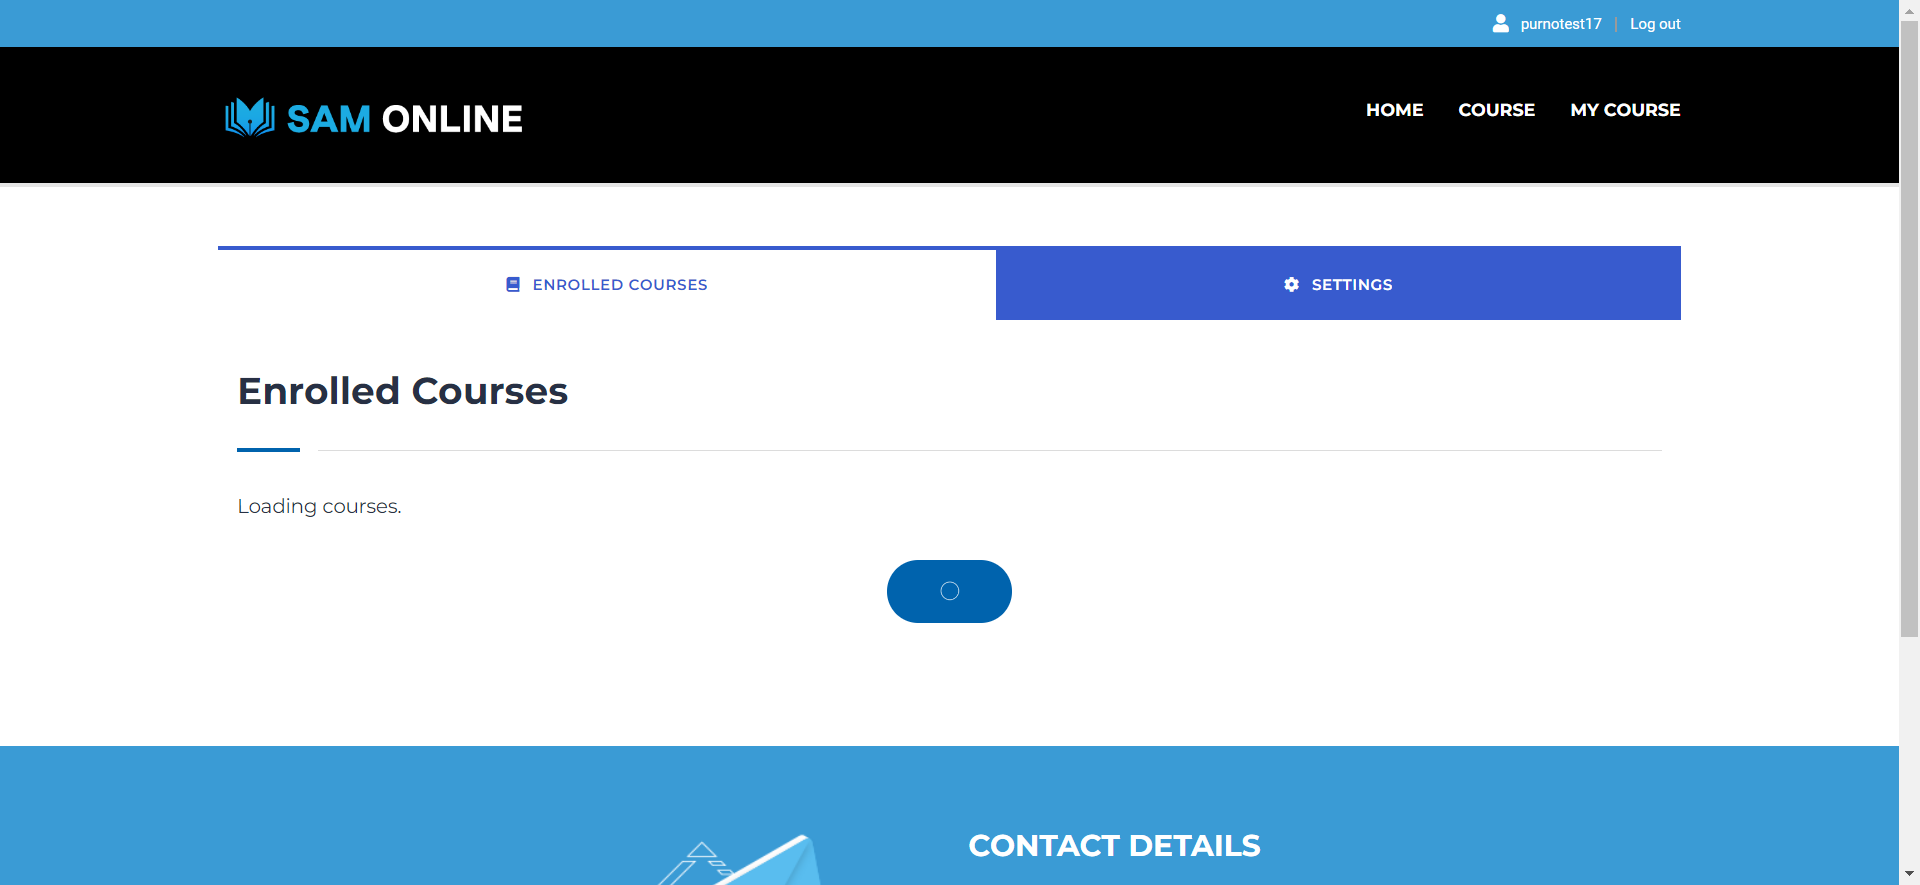 purnotest17 | Log out
SAM ONLINE
HOME COURSE MY COURSE
ENROLLED COURSES
SETTINGS
Enrolled Courses
Loading courses.
CONTACT DETAILS